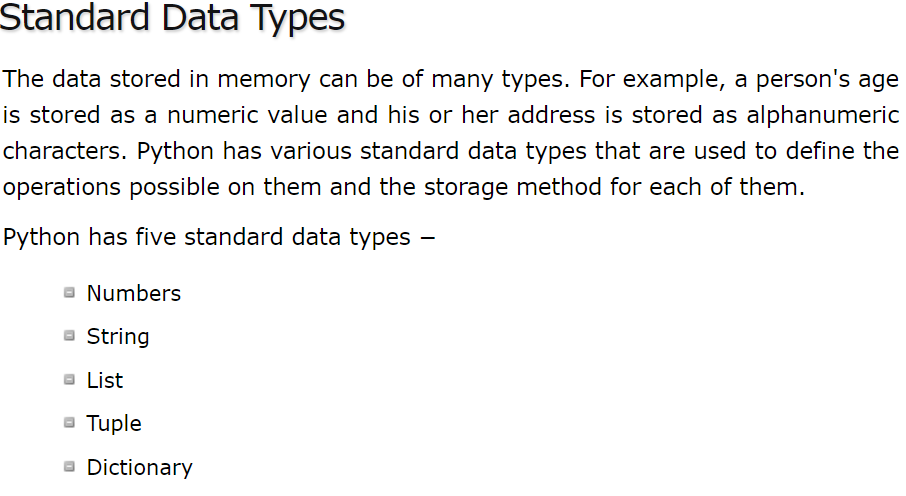 Standard Data Types
The data stored in memory can be of many types. For example, a person's age
is stored as a numeric value and his or her address is stored as alphanumeric
characters. Python has various standard data types that are used to define the
operations possible on them and the storage method for each of them.
Python has five standard data types −
Numbers
String
List
Tuple
Dictionary